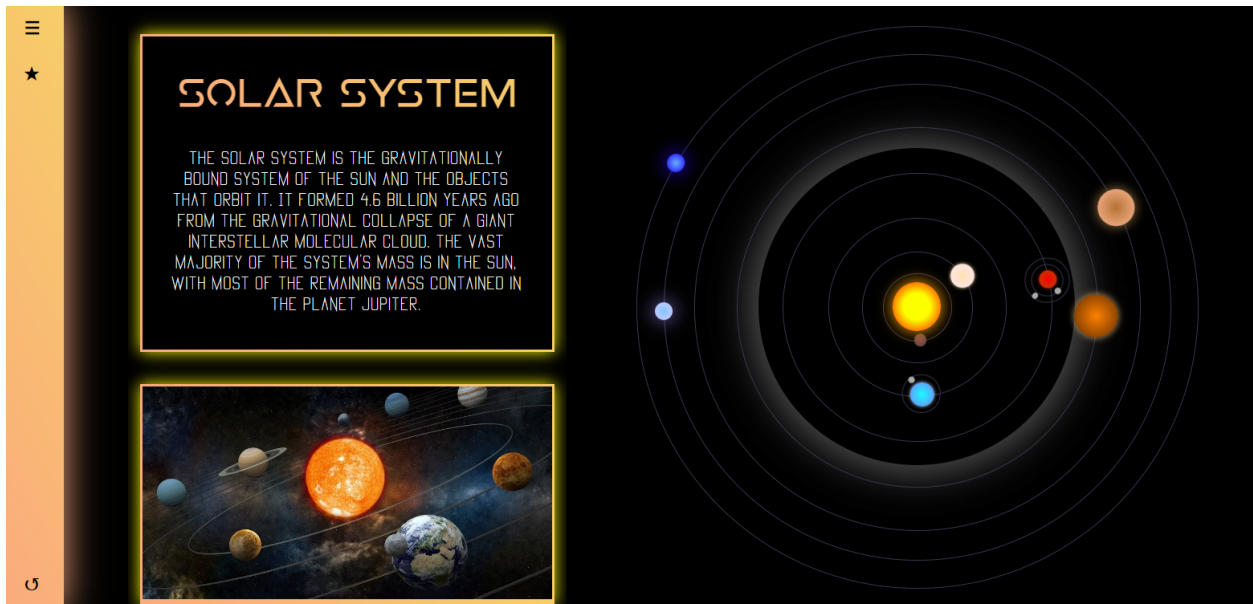 SOLAR SYSTEM
THE SOLAR SYSTEM IS THE GRAVITATIONALLY
BOUND SYSTEM OF THE SUN AND THE OBJECTS
THAT ORBIT IT. IT FORMED 4.6 BILLION YEARS AGO
FROM THE GRAVITATIONAL COLLAPSE OF A GIANT
INTERSTELLAR MOLECULAR CLOUD. THE VAST
MAJORITY OF THE SYSTEM'S MASS IS IN THE SUN,
WITH MOST OF THE REMAINING MASS CONTAINED IN
THE PLANET JUPITER.